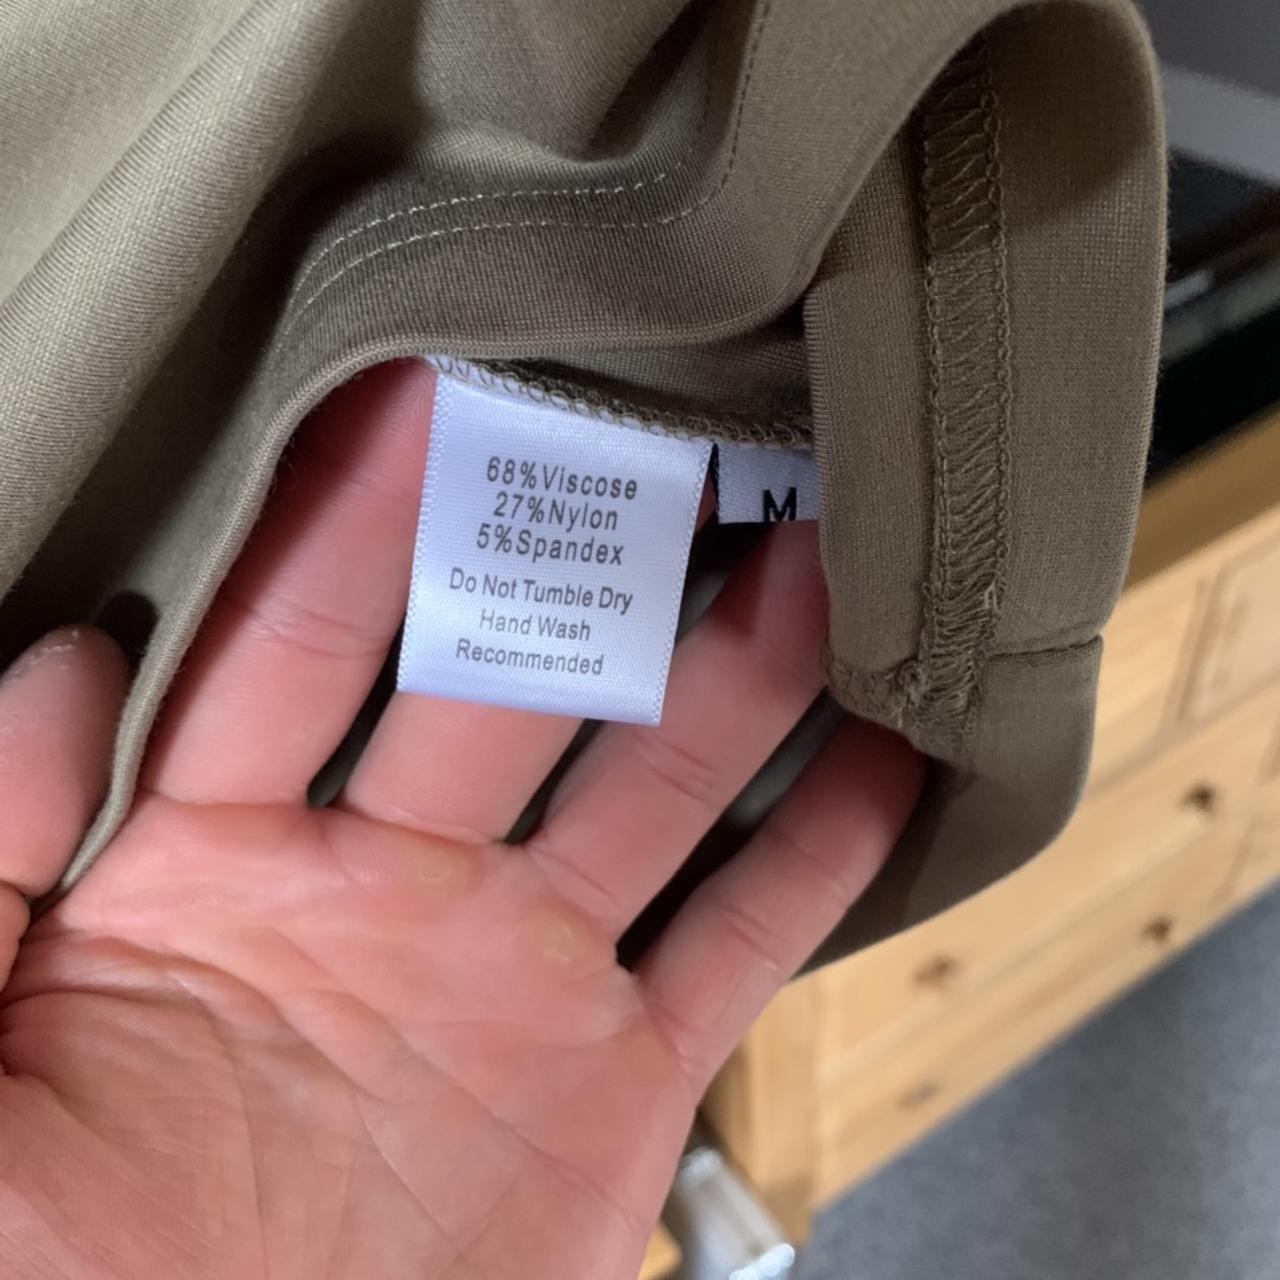 68%Viscose
27%Nylon
5%Spandex
Do Not Tumble Dry
Hand Wash
Recommended
M